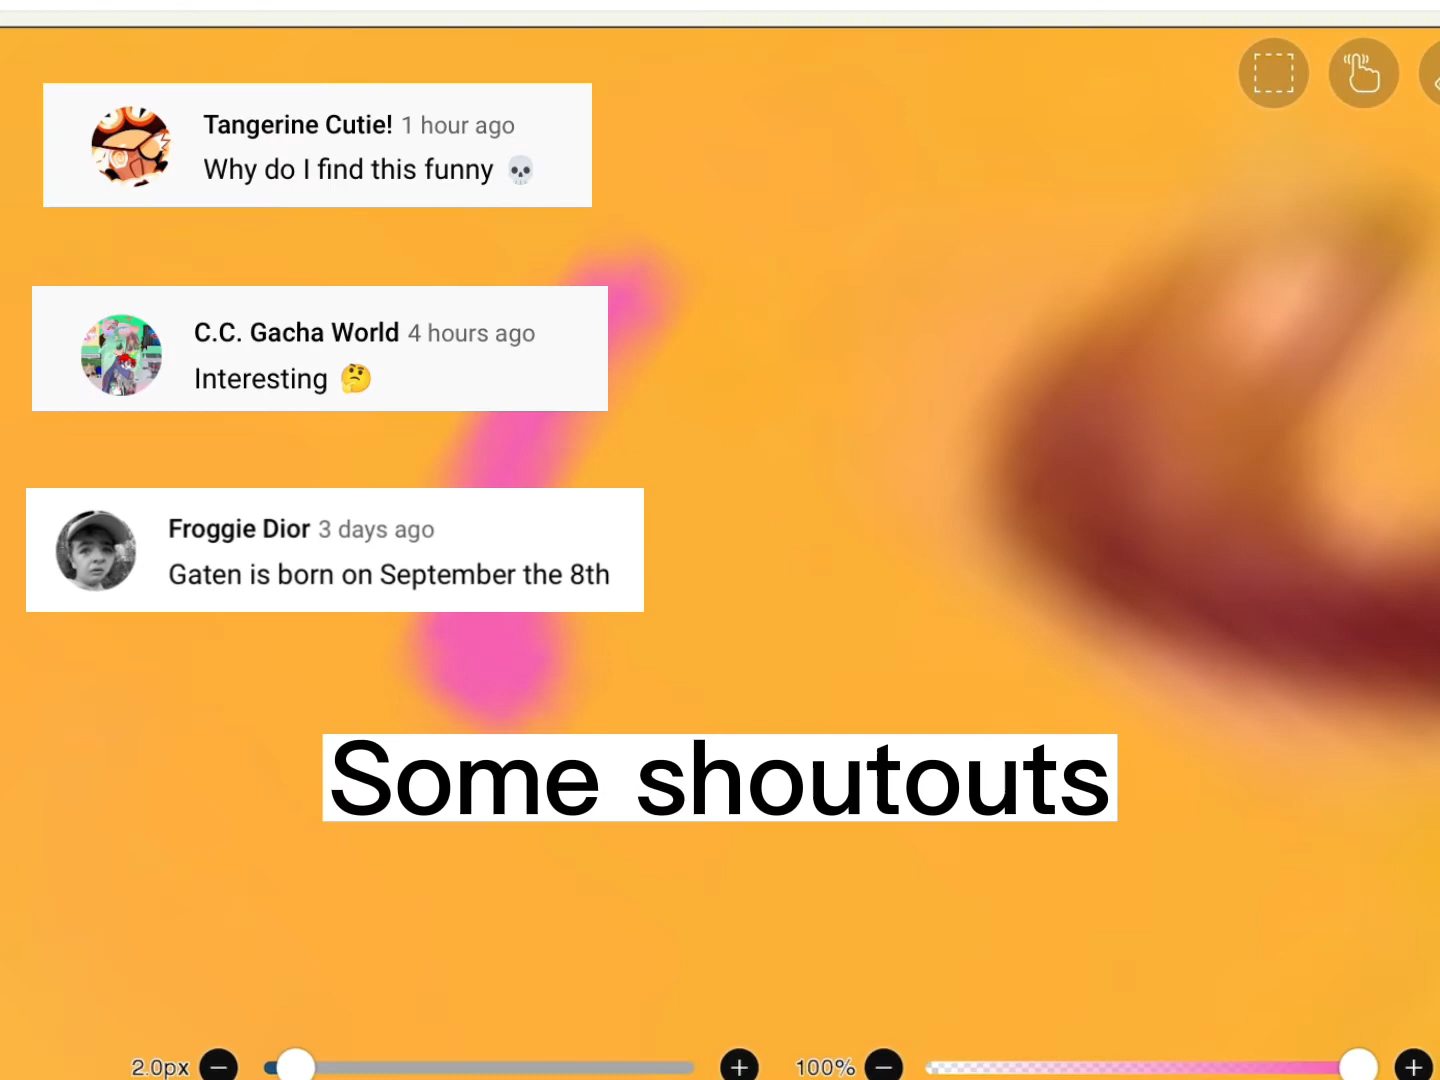 Tangerine Cutie! 1 hour ago
Why do I find this funny 💀
C.C. Gacha World 4 hours ago
Interesting 🤔
Froggie Dior 3 days ago
Gaten is born on September the 8th
Some shoutouts
2.0px − + 100% − +